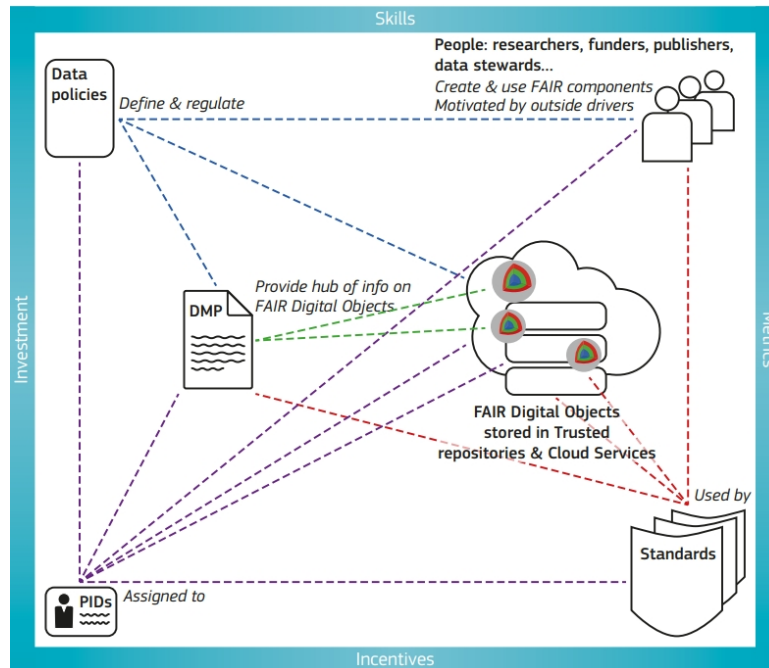 Skills
People: researchers, funders, publishers,
data stewards...
Create & use FAIR components
Motivated by outside drivers
Data
policies
Define & regulate
Investment
Metrics
Provide hub of info on
FAIR Digital Objects
DMP
FAIR Digital Objects
stored in Trusted
repositories & Cloud Services
Used by
Standards
PIDs
Assigned to
Incentives